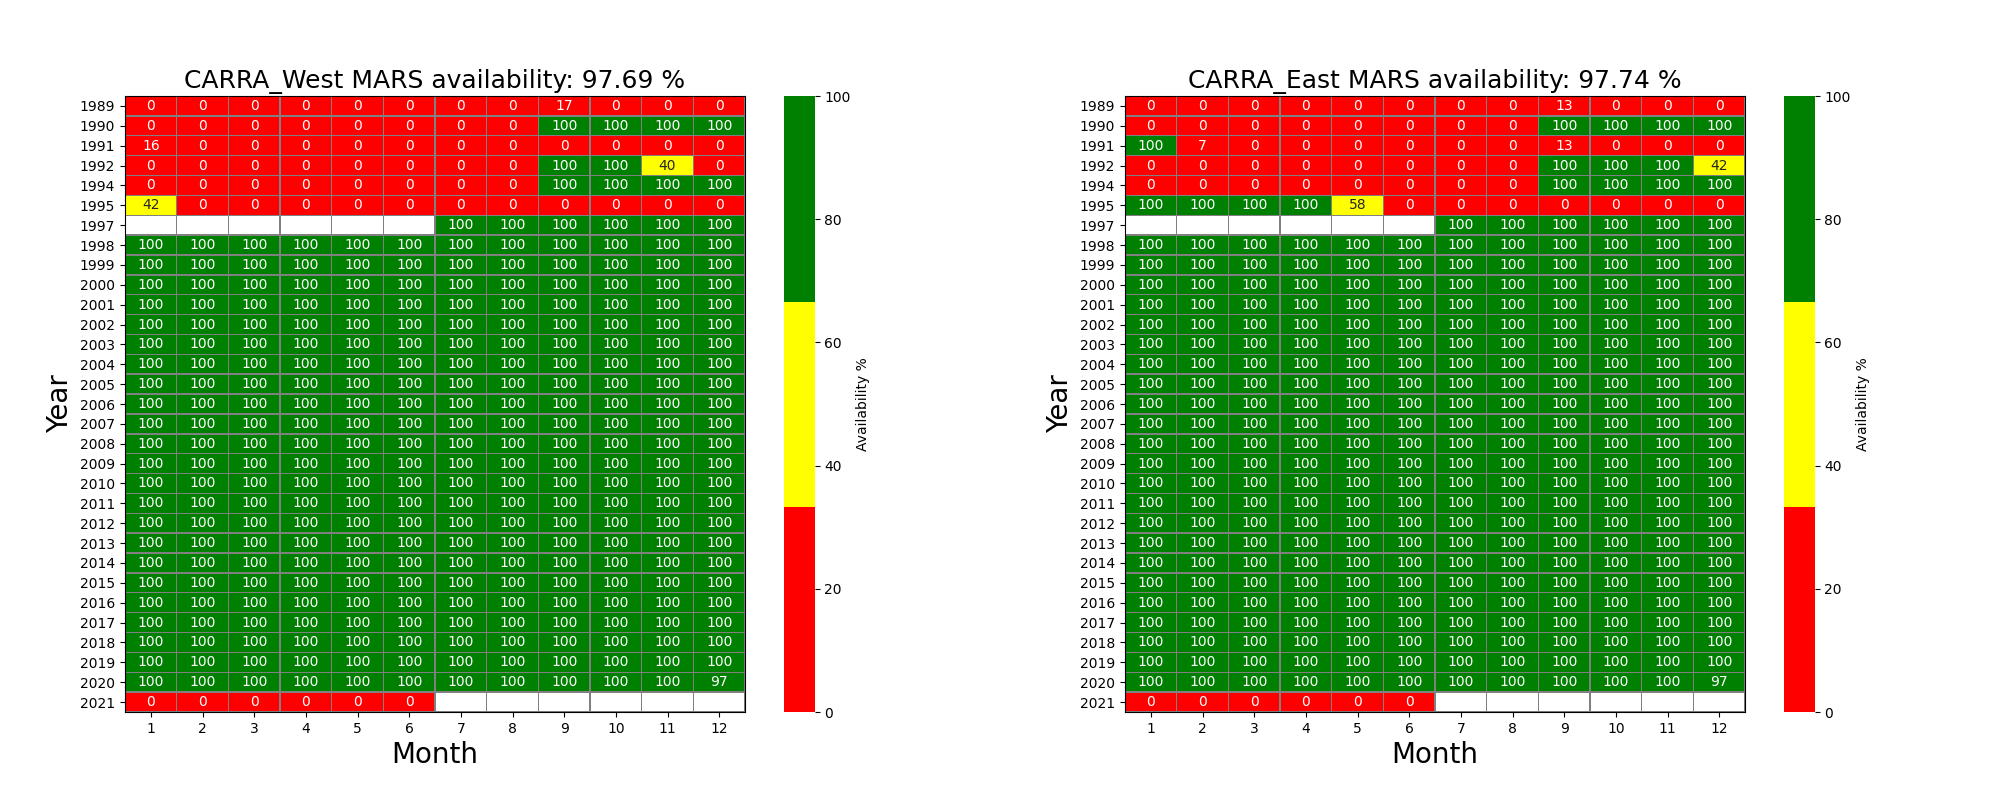 CARRA_West MARS availability: 97.69 %
1989 0 0 0 0 0 0 0 0 17 0 0 0
1990 0 0 0 0 0 0 0 0 100 100 100 100
1991 16 0 0 0 0 0 0 0 0 0 0 0
1992 0 0 0 0 0 0 0 0 100 100 40 0
1994 0 0 0 0 0 0 0 0 100 100 100 100
1995 42 0 0 0 0 0 0 0 0 0 0 0
1997 100 100 100 100 100 100
1998 100 100 100 100 100 100 100 100 100 100 100 100
1999 100 100 100 100 100 100 100 100 100 100 100 100
2000 100 100 100 100 100 100 100 100 100 100 100 100
2001 100 100 100 100 100 100 100 100 100 100 100 100
2002 100 100 100 100 100 100 100 100 100 100 100 100
2003 100 100 100 100 100 100 100 100 100 100 100 100
2004 100 100 100 100 100 100 100 100 100 100 100 100
2005 100 100 100 100 100 100 100 100 100 100 100 100
2006 100 100 100 100 100 100 100 100 100 100 100 100
2007 100 100 100 100 100 100 100 100 100 100 100 100
2008 100 100 100 100 100 100 100 100 100 100 100 100
2009 100 100 100 100 100 100 100 100 100 100 100 100
2010 100 100 100 100 100 100 100 100 100 100 100 100
2011 100 100 100 100 100 100 100 100 100 100 100 100
2012 100 100 100 100 100 100 100 100 100 100 100 100
2013 100 100 100 100 100 100 100 100 100 100 100 100
2014 100 100 100 100 100 100 100 100 100 100 100 100
2015 100 100 100 100 100 100 100 100 100 100 100 100
2016 100 100 100 100 100 100 100 100 100 100 100 100
2017 100 100 100 100 100 100 100 100 100 100 100 100
2018 100 100 100 100 100 100 100 100 100 100 100 100
2019 100 100 100 100 100 100 100 100 100 100 100 100
2020 100 100 100 100 100 100 100 100 100 100 100 97
2021 0 0 0 0 0 0
1 2 3 4 5 6 7 8 9 10 11 12
Month
Year
100
80
60
40
20
0
Availability %
CARRA_East MARS availability: 97.74 %
1989 0 0 0 0 0 0 0 0 13 0 0 0
1990 0 0 0 0 0 0 0 0 100 100 100 100
1991 100 7 0 0 0 0 0 0 13 0 0 0
1992 0 0 0 0 0 0 0 0 100 100 100 42
1994 0 0 0 0 0 0 0 0 100 100 100 100
1995 100 100 100 100 58 0 0 0 0 0 0 0
1997 100 100 100 100 100 100
1998 100 100 100 100 100 100 100 100 100 100 100 100
1999 100 100 100 100 100 100 100 100 100 100 100 100
2000 100 100 100 100 100 100 100 100 100 100 100 100
2001 100 100 100 100 100 100 100 100 100 100 100 100
2002 100 100 100 100 100 100 100 100 100 100 100 100
2003 100 100 100 100 100 100 100 100 100 100 100 100
2004 100 100 100 100 100 100 100 100 100 100 100 100
2005 100 100 100 100 100 100 100 100 100 100 100 100
2006 100 100 100 100 100 100 100 100 100 100 100 100
2007 100 100 100 100 100 100 100 100 100 100 100 100
2008 100 100 100 100 100 100 100 100 100 100 100 100
2009 100 100 100 100 100 100 100 100 100 100 100 100
2010 100 100 100 100 100 100 100 100 100 100 100 100
2011 100 100 100 100 100 100 100 100 100 100 100 100
2012 100 100 100 100 100 100 100 100 100 100 100 100
2013 100 100 100 100 100 100 100 100 100 100 100 100
2014 100 100 100 100 100 100 100 100 100 100 100 100
2015 100 100 100 100 100 100 100 100 100 100 100 100
2016 100 100 100 100 100 100 100 100 100 100 100 100
2017 100 100 100 100 100 100 100 100 100 100 100 100
2018 100 100 100 100 100 100 100 100 100 100 100 100
2019 100 100 100 100 100 100 100 100 100 100 100 100
2020 100 100 100 100 100 100 100 100 100 100 100 97
2021 0 0 0 0 0 0
1 2 3 4 5 6 7 8 9 10 11 12
Month
Year
100
80
60
40
20
0
Availability %